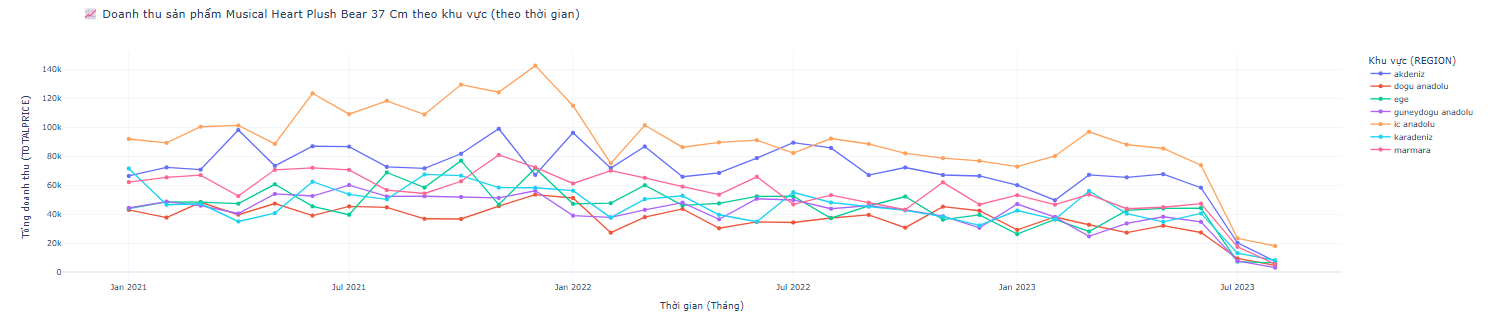 📈 Doanh thu sản phẩm Musical Heart Plush Bear 37 Cm theo khu vực (theo thời gian)
Khu vực (REGION)
akdeniz
dogu anadolu
ege
guneydogu anadolu
ic anadolu
karadeniz
marmara
Tổng doanh thu (TOTALPRICE)
140k
120k
100k
80k
60k
40k
20k
0
Jan 2021
Jul 2021
Jan 2022
Jul 2022
Jan 2023
Jul 2023
Thời gian (Tháng)